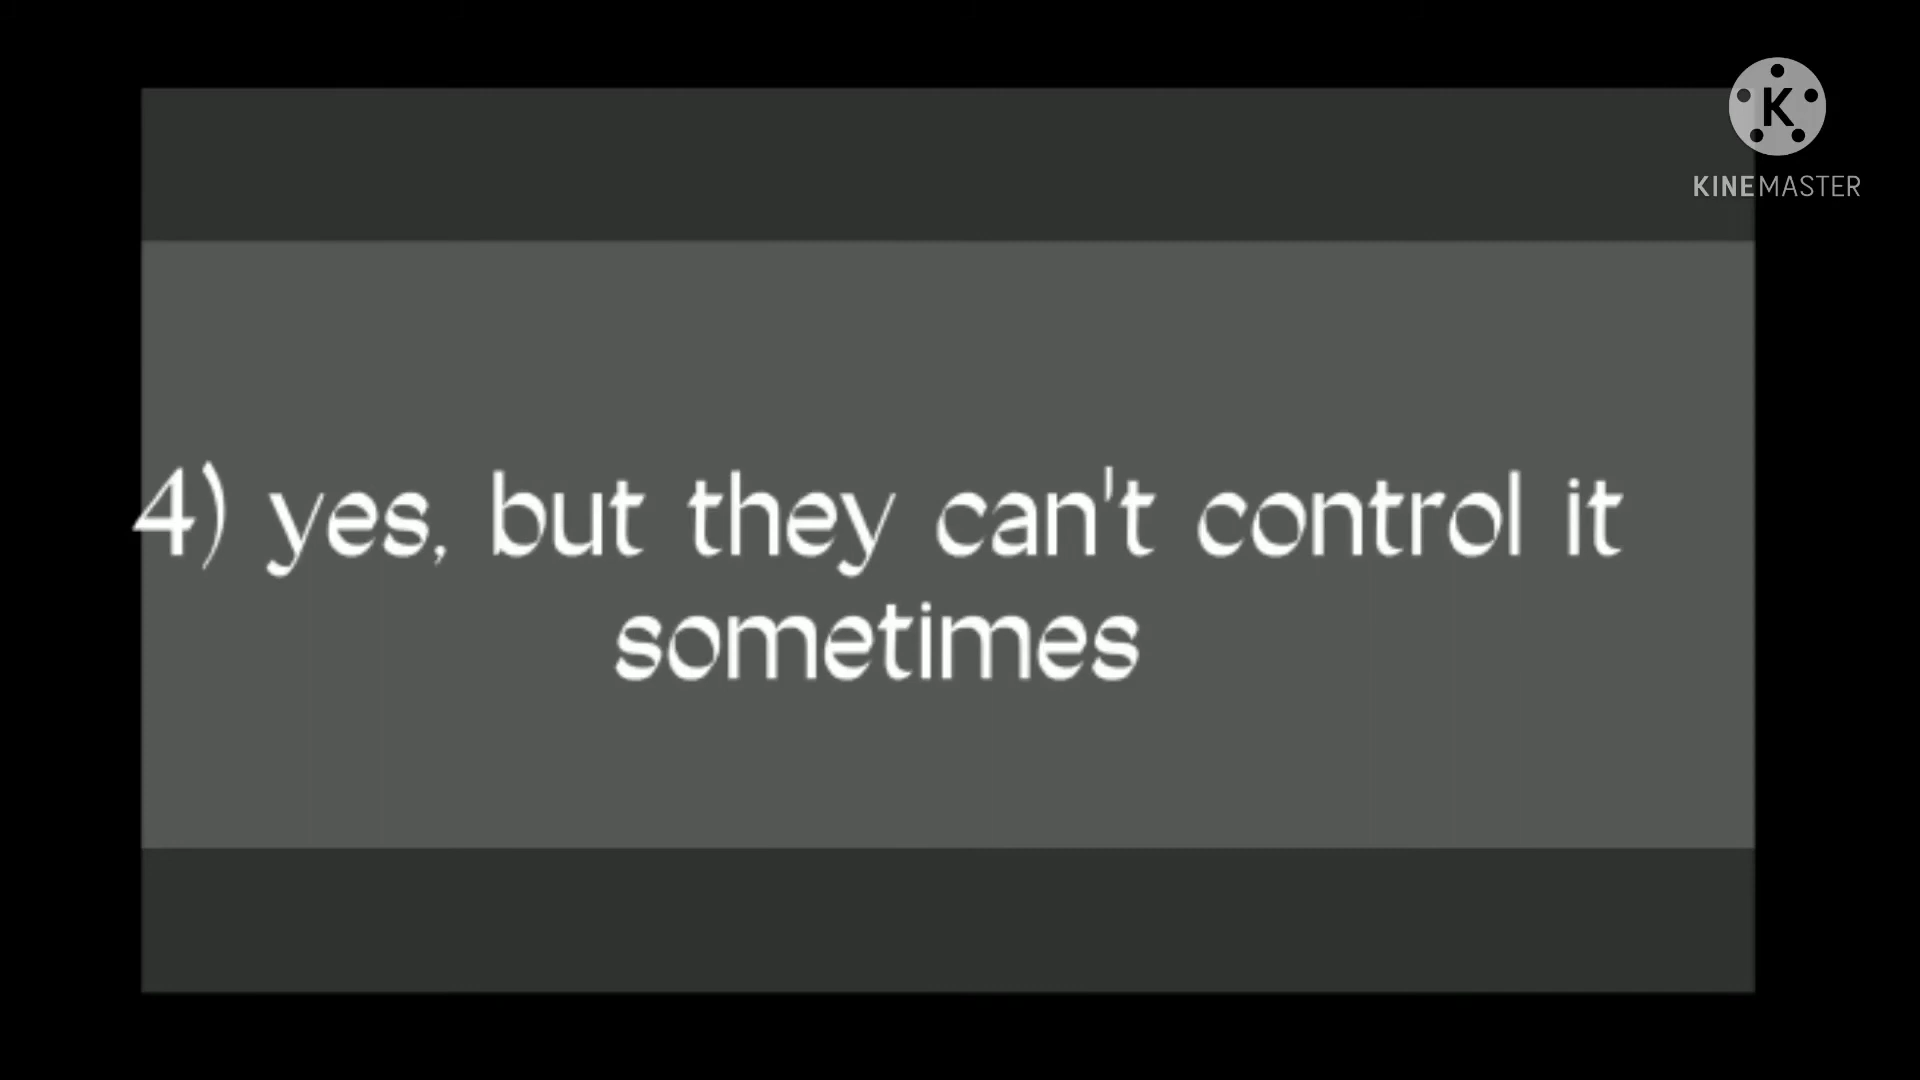 K
KINEMASTER
4) yes, but they can't control it
sometimes